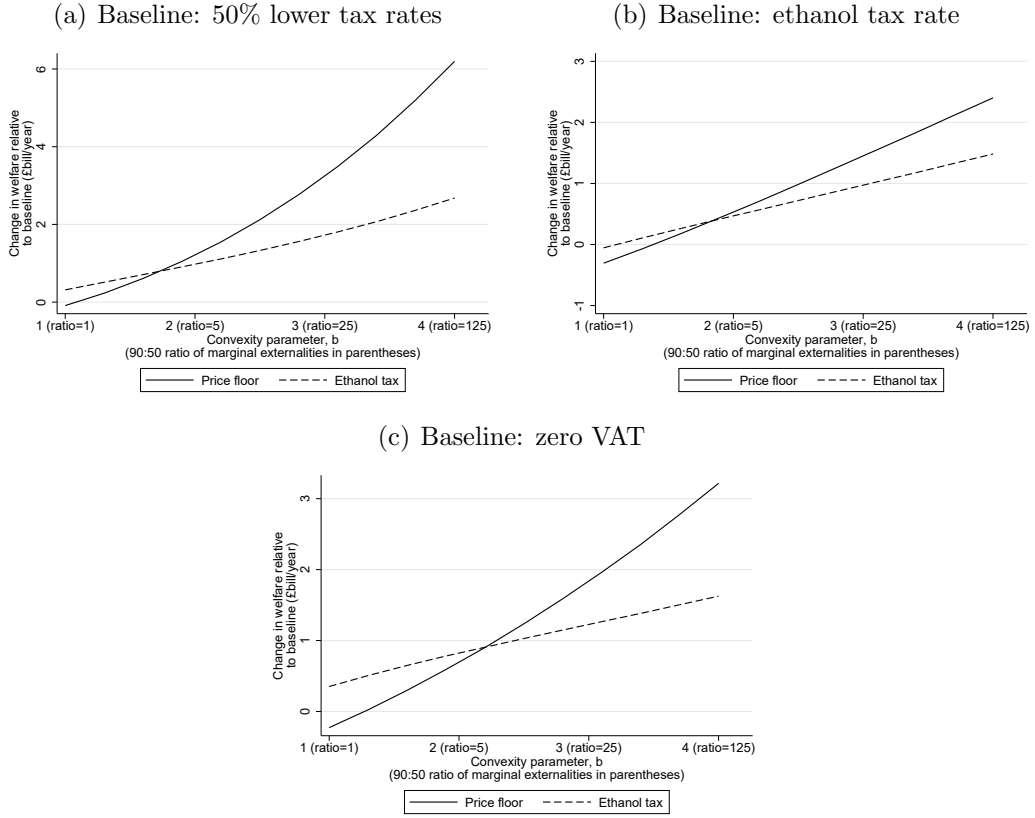 (a) Baseline: 50% lower tax rates
Change in welfare relative
to baseline (£bill/year)
6
4
2
0
1 (ratio=1)
2 (ratio=5)
3 (ratio=25)
4 (ratio=125)
Convexity parameter, b
(90:50 ratio of marginal externalities in parentheses)
Price floor
Ethanol tax
(b) Baseline: ethanol tax rate
Change in welfare relative
to baseline (£bill/year)
3
2
1
0
-1
1 (ratio=1)
2 (ratio=5)
3 (ratio=25)
4 (ratio=125)
Convexity parameter, b
(90:50 ratio of marginal externalities in parentheses)
Price floor
Ethanol tax
(c) Baseline: zero VAT
Change in welfare relative
to baseline (£bill/year)
3
2
1
0
1 (ratio=1)
2 (ratio=5)
3 (ratio=25)
4 (ratio=125)
Convexity parameter, b
(90:50 ratio of marginal externalities in parentheses)
Price floor
Ethanol tax